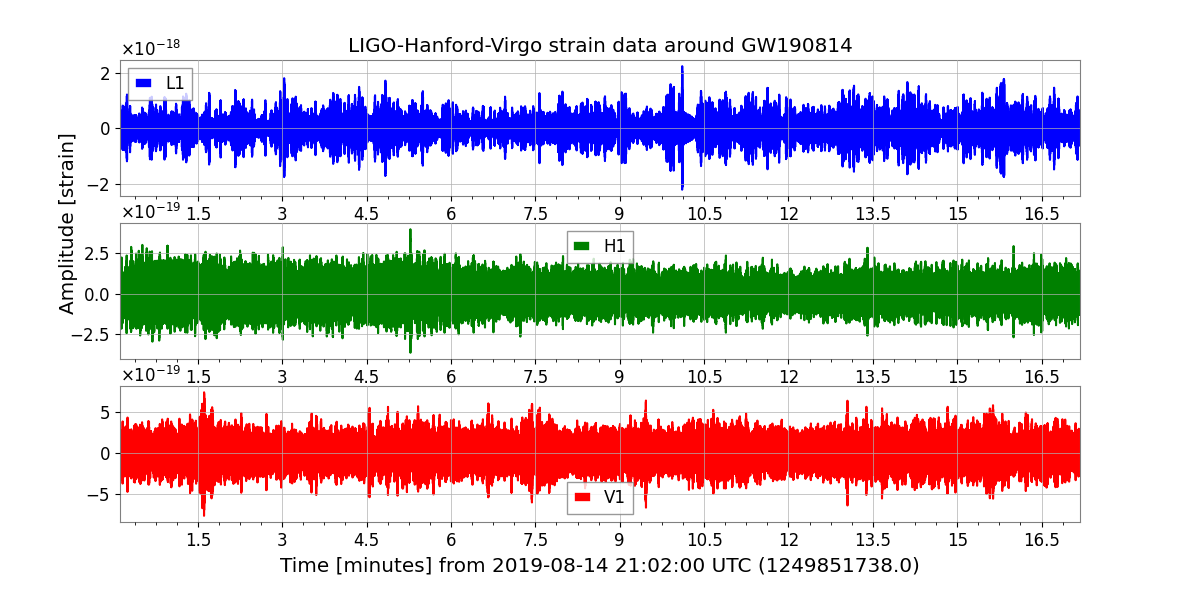 LIGO-Hanford-Virgo strain data around GW190814
×10⁻¹⁸
L1
2
0
−2
1.5 3 4.5 6 7.5 9 10.5 12 13.5 15 16.5
Amplitude [strain]
×10⁻¹⁹
H1
2.5
0.0
−2.5
1.5 3 4.5 6 7.5 9 10.5 12 13.5 15 16.5
×10⁻¹⁹
5
0
−5
V1
1.5 3 4.5 6 7.5 9 10.5 12 13.5 15 16.5
Time [minutes] from 2019-08-14 21:02:00 UTC (1249851738.0)